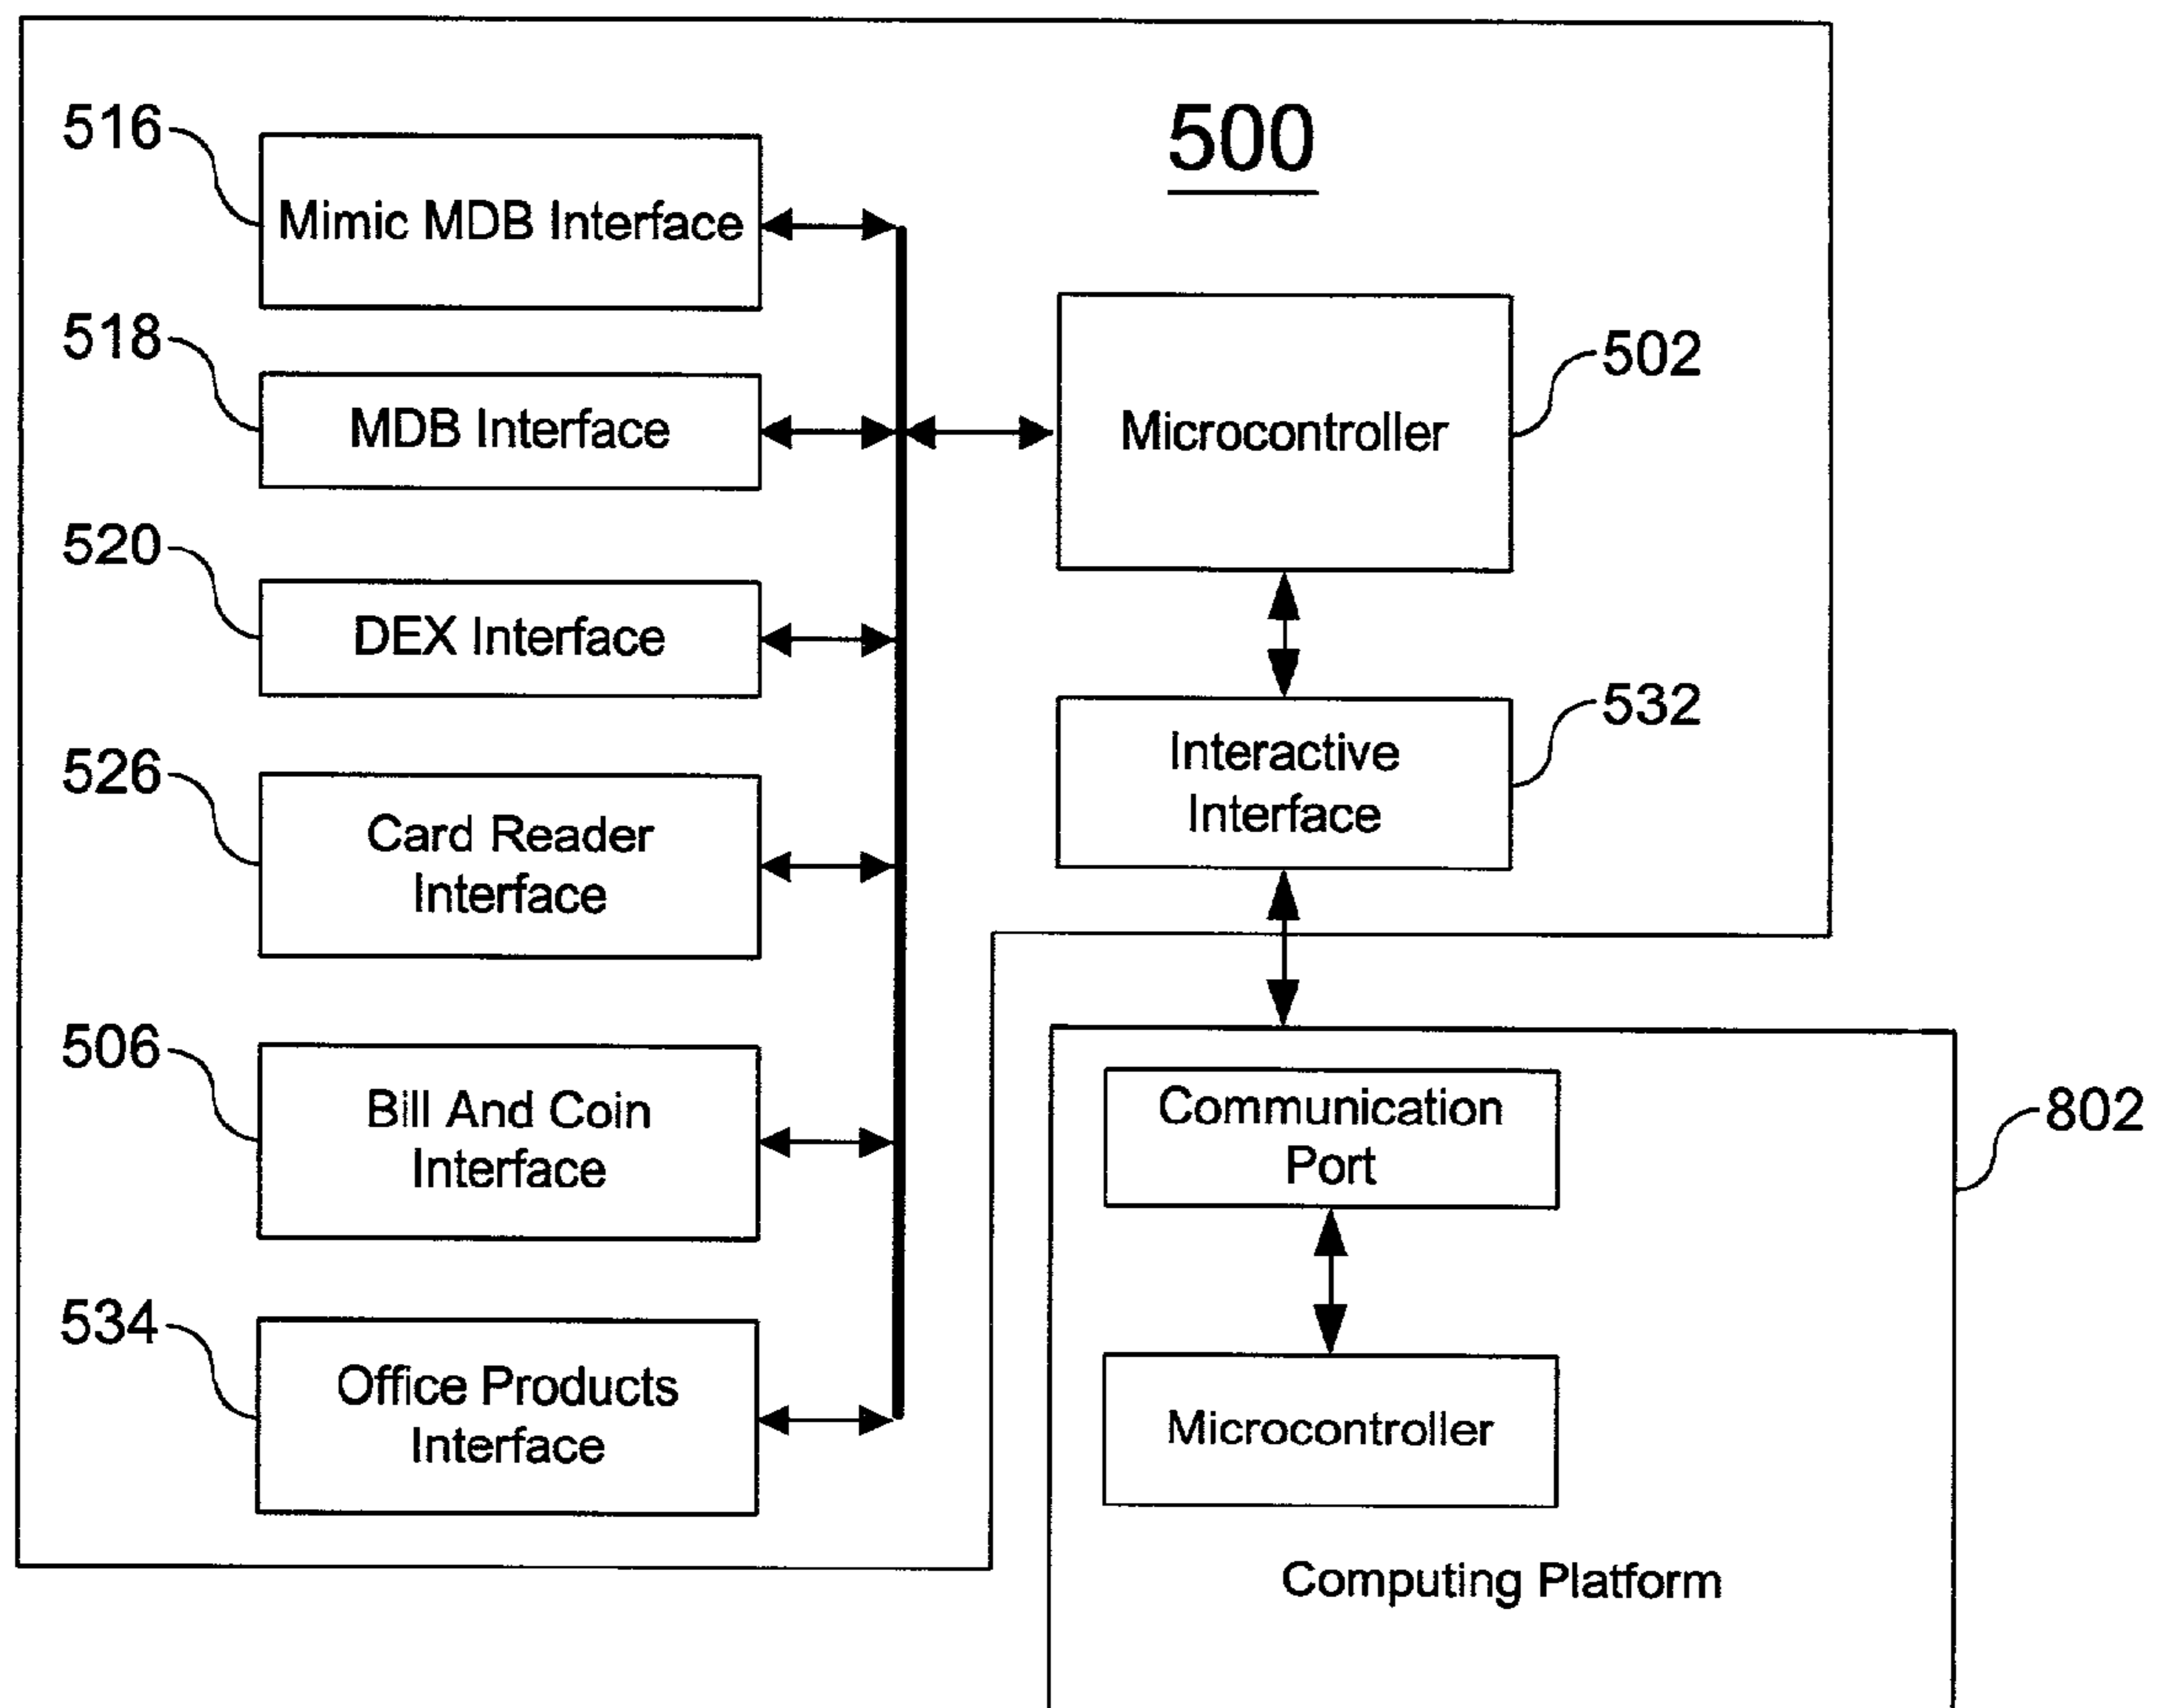 500
516
Mimic MDB Interface
518
MDB Interface
502
Microcontroller
520
DEX Interface
532
Interactive
Interface
526
Card Reader
Interface
506
Bill And Coin
Interface
Communication
Port
802
534
Office Products
Interface
Microcontroller
Computing Platform